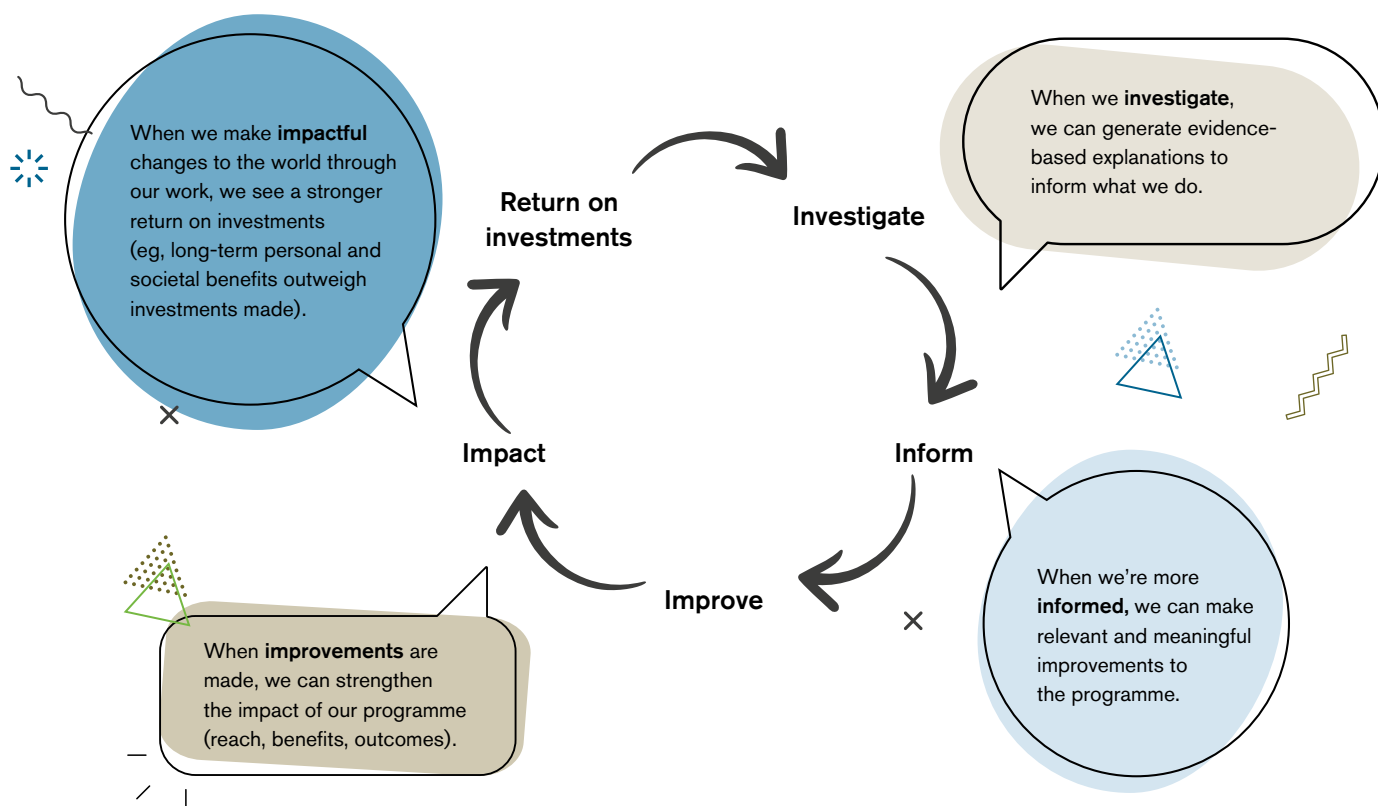 When we make impactful
changes to the world through
our work, we see a stronger
return on investments
(eg, long-term personal and
societal benefits outweigh
investments made).
Return on
investments
Investigate
When we investigate,
we can generate evidence-
based explanations to
inform what we do.
Impact
Inform
Improve
When improvements are
made, we can strengthen
the impact of our programme
(reach, benefits, outcomes).
When we’re more
informed, we can make
relevant and meaningful
improvements to
the programme.